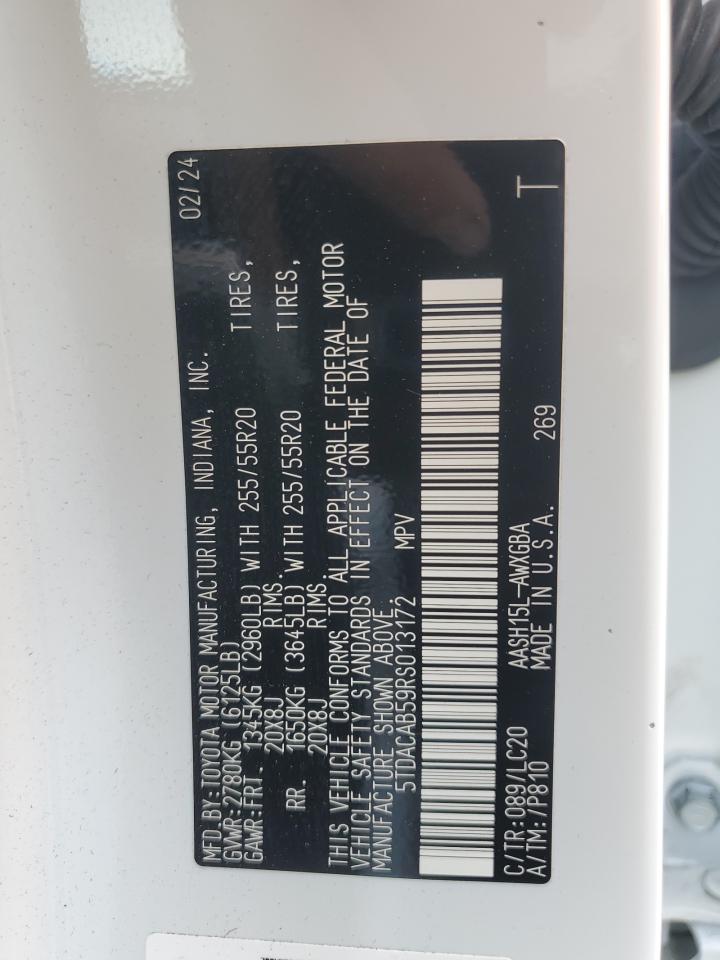 MFD BY:TOYOTA MOTOR MANUFACTURING, INDIANA, INC. 02/24
GVWR:2780KG (6125LB)
GAWR:FRT. 1345KG (2960LB) WITH 255/55R20 TIRES,
20X8J RIMS.
RR. 1650KG (3645LB) WITH 255/55R20 TIRES,
20X8J RIMS.
THIS VEHICLE CONFORMS TO ALL APPLICABLE FEDERAL MOTOR
VEHICLE SAFETY STANDARDS IN EFFECT ON THE DATE OF
MANUFACTURE SHOWN ABOVE.
5TDACAB59RS013172 MPV
C/TR:089/LC20 AASH15L-AWXGBA T
A/TM: /P810 MADE IN U.S.A. 269